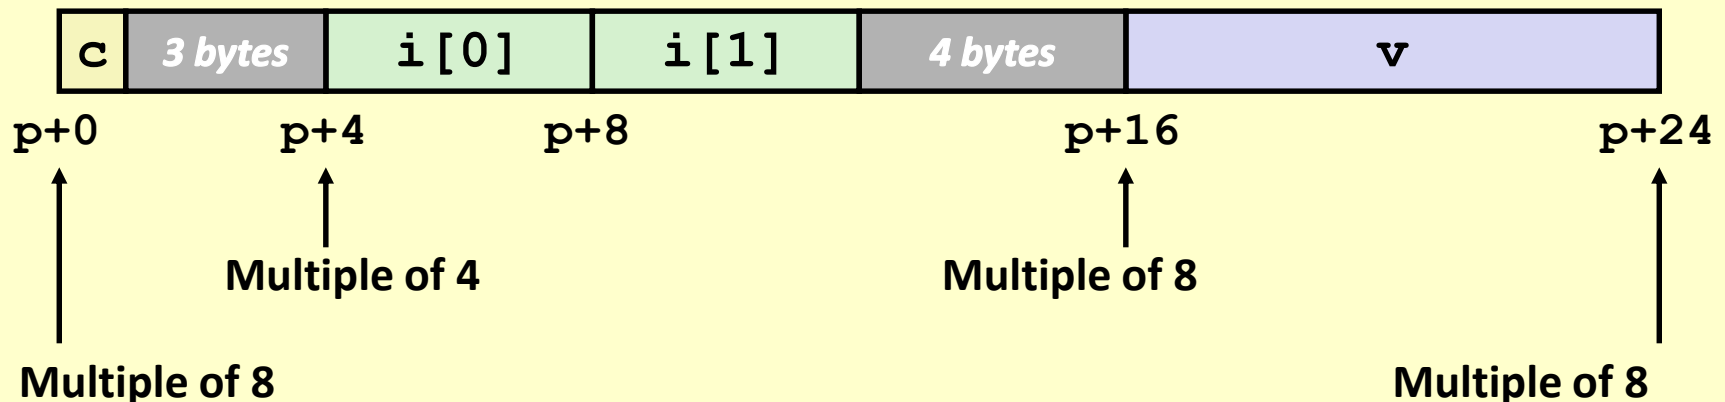 c 3 bytes i[0] i[1] 4 bytes v
p+0 p+4 p+8 p+16 p+24
Multiple of 4 Multiple of 8
Multiple of 8 Multiple of 8